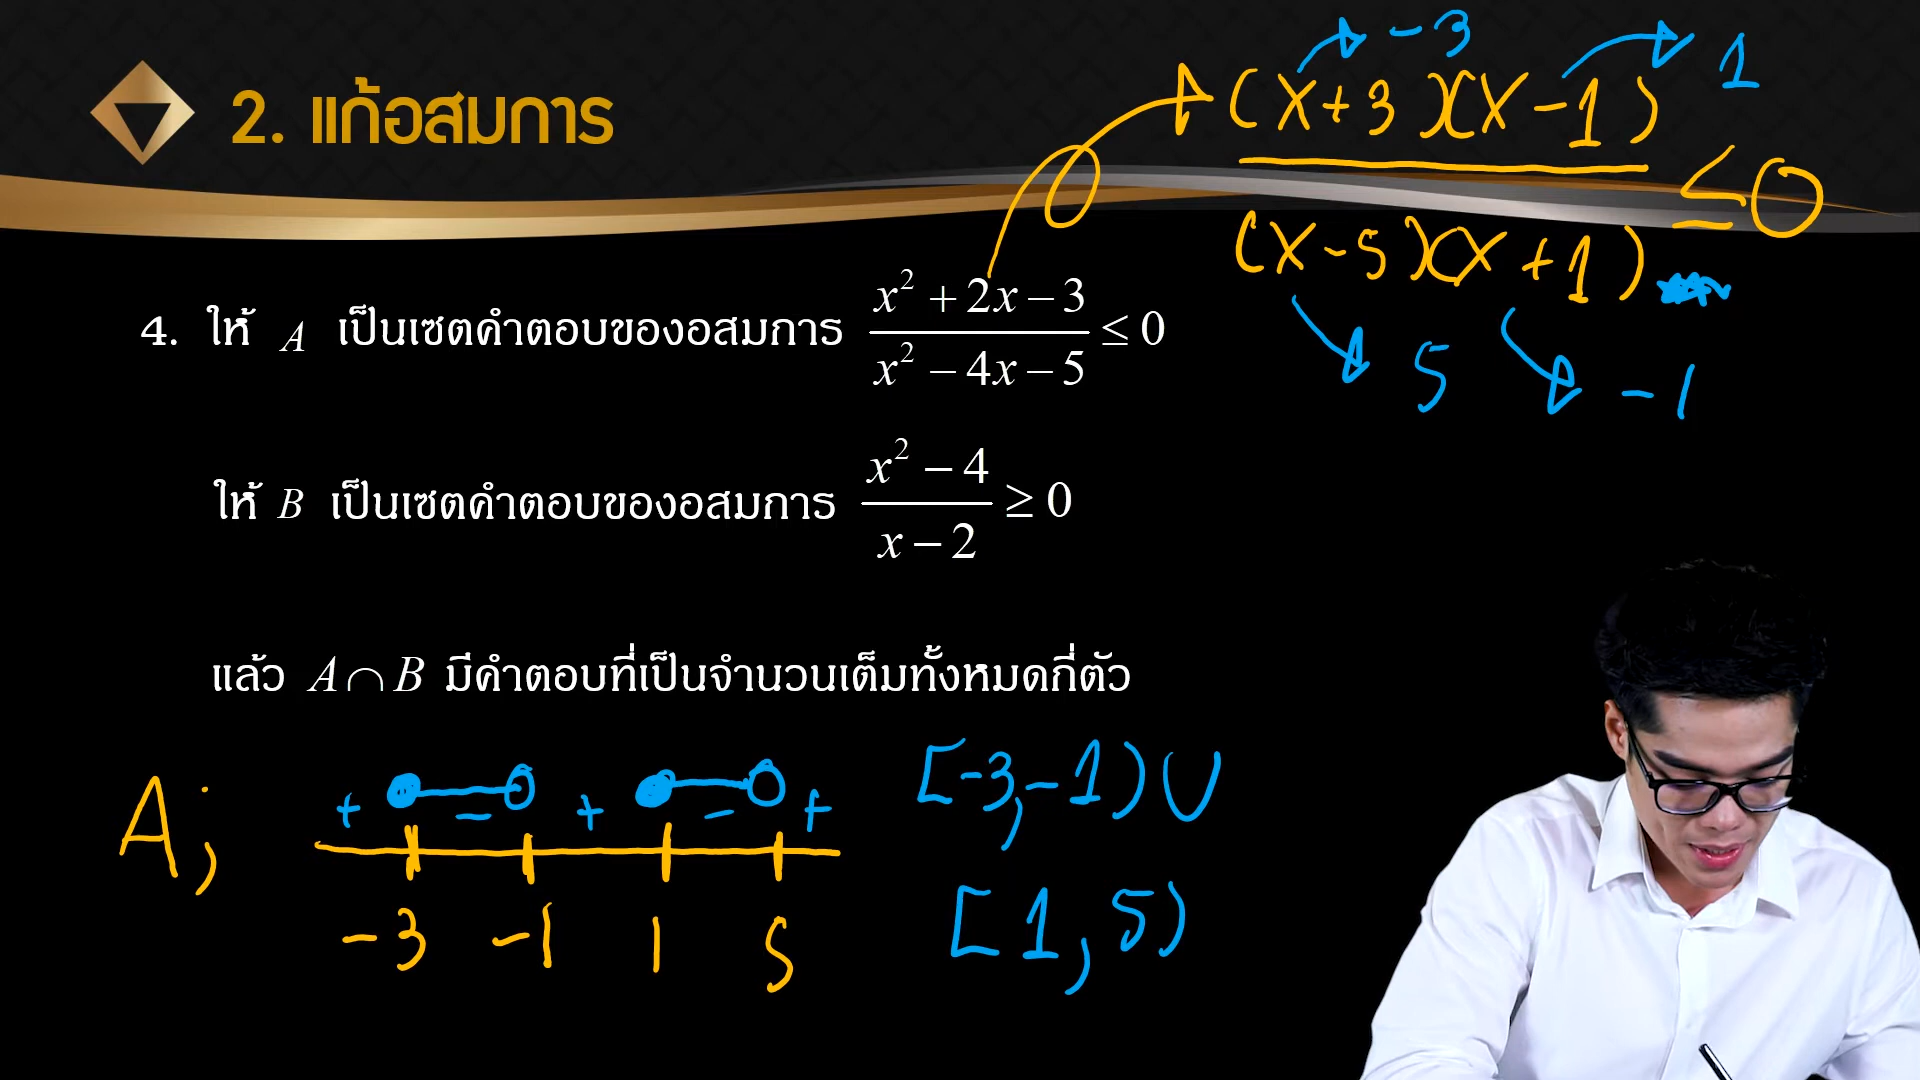 2. แก้อสมการ
(x+3)(x-1)
-3
1
≤0
(x-5)(x+1)
5
-1
4. ให้ A เป็นเซตคำตอบของอสมการ (x² + 2x − 3)/(x² − 4x − 5) ≤ 0
ให้ B เป็นเซตคำตอบของอสมการ (x² − 4)/(x − 2) ≥ 0
แล้ว A∩B มีคำตอบที่เป็นจำนวนเต็มทั้งหมดกี่ตัว
A;
+ − + − +
-3 -1 1 5
[-3,-1)∪
[1,5)